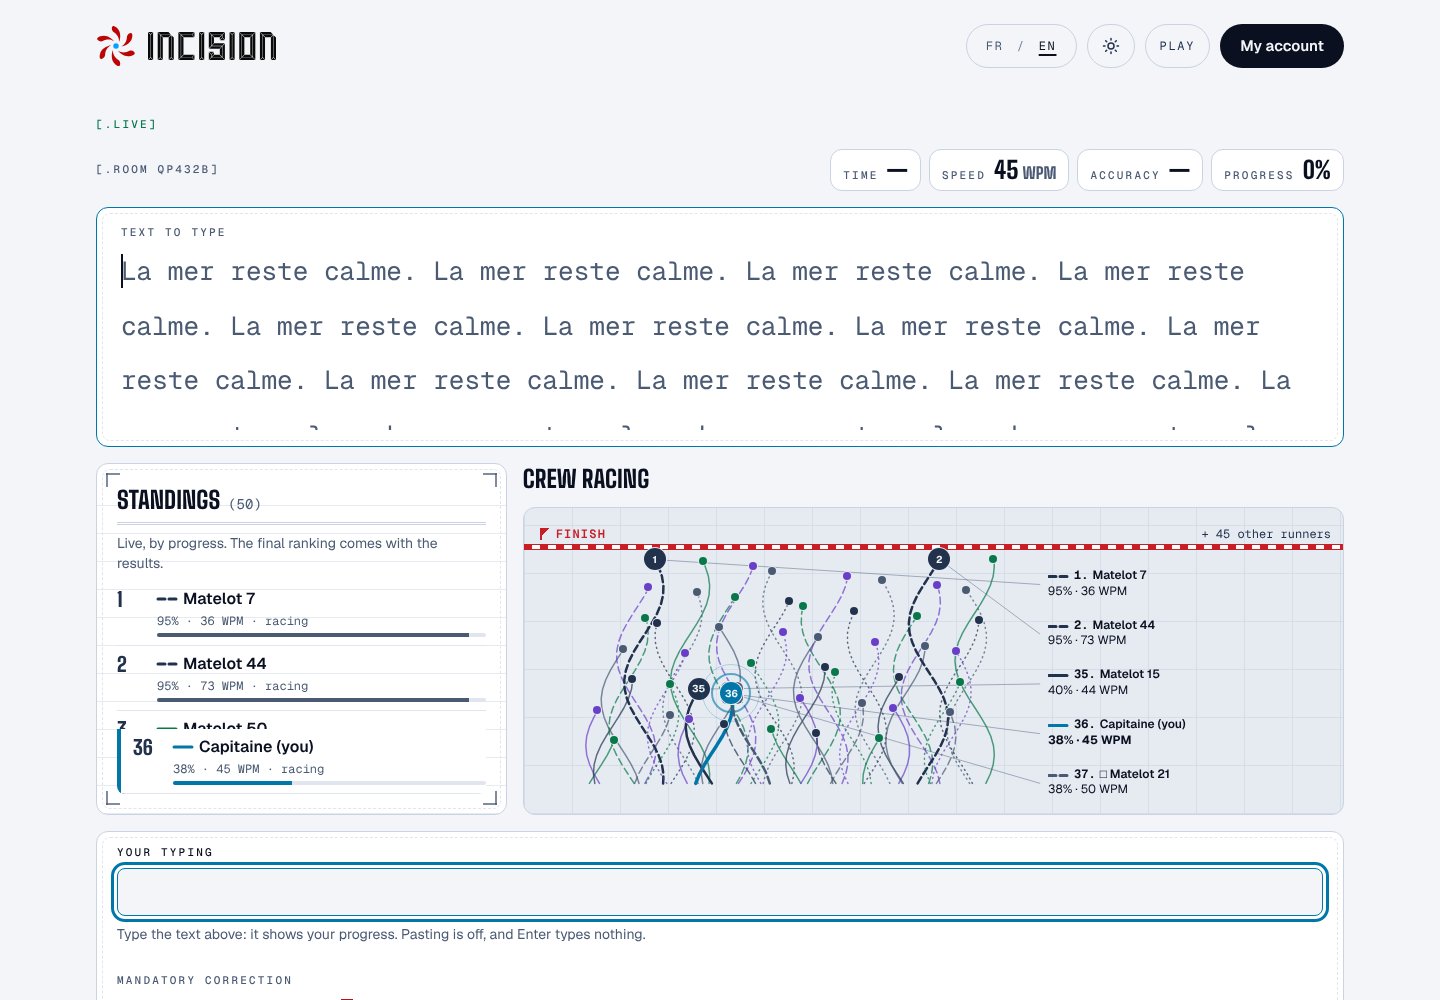 INCISION
FR / EN
PLAY
My account
[.LIVE]
[.ROOM QP432B]
TIME —
SPEED 45 WPM
ACCURACY —
PROGRESS 0%
TEXT TO TYPE
La mer reste calme. La mer reste calme. La mer reste calme. La mer reste
calme. La mer reste calme. La mer reste calme. La mer reste calme. La mer
reste calme. La mer reste calme. La mer reste calme. La mer reste calme. La
STANDINGS (50)
Live, by progress. The final ranking comes with the
results.
1 Matelot 7
95% · 36 WPM · racing
2 Matelot 44
95% · 73 WPM · racing
3 Matelot 50
36 Capitaine (you)
38% · 45 WPM · racing
CREW RACING
FINISH
+ 45 other runners
1
2
35
36
1. Matelot 7
95% · 36 WPM
2. Matelot 44
95% · 73 WPM
35. Matelot 15
40% · 44 WPM
36. Capitaine (you)
38% · 45 WPM
37. □ Matelot 21
38% · 50 WPM
YOUR TYPING
Type the text above: it shows your progress. Pasting is off, and Enter types nothing.
MANDATORY CORRECTION